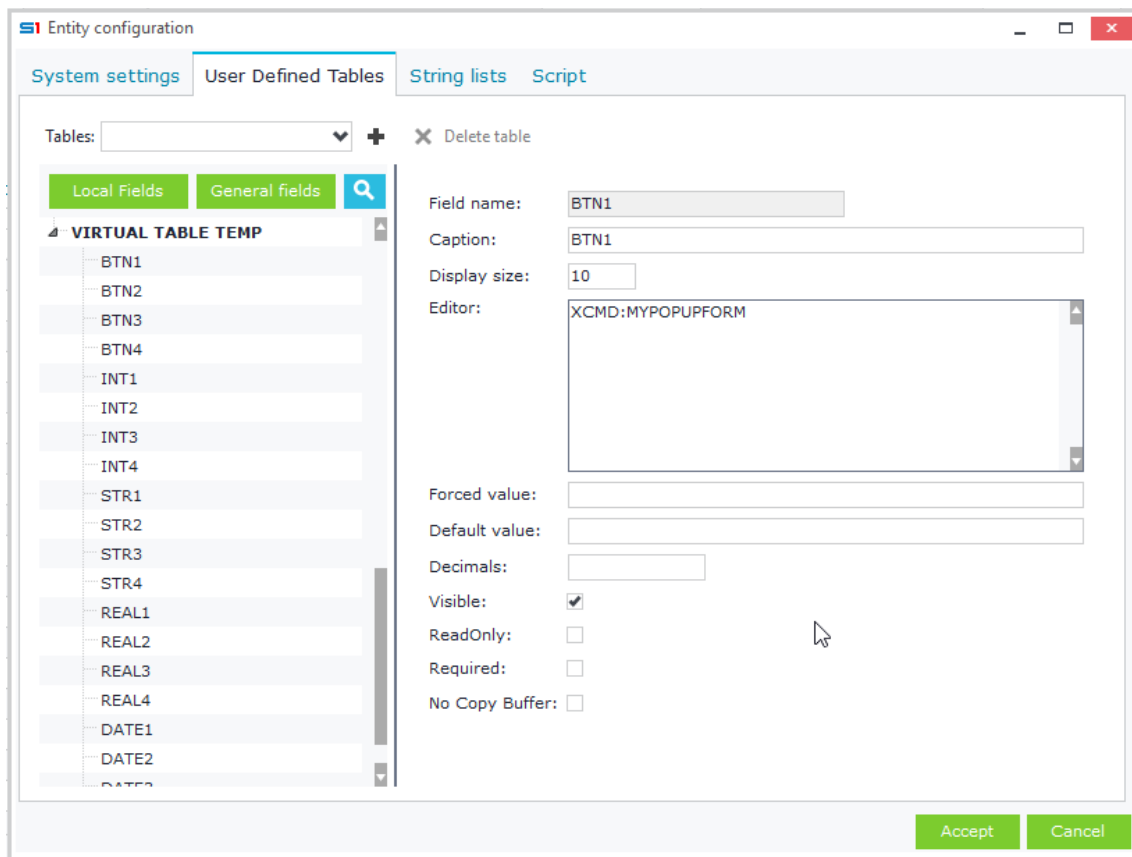 S1 Entity configuration
System settings User Defined Tables String lists Script
Tables: Delete table
Local Fields General fields
VIRTUAL TABLE TEMP
BTN1
BTN2
BTN3
BTN4
INT1
INT2
INT3
INT4
STR1
STR2
STR3
STR4
REAL1
REAL2
REAL3
REAL4
DATE1
DATE2
DATE3
Field name: BTN1
Caption: BTN1
Display size: 10
Editor: XCMD:MYPOPUPFORM
Forced value:
Default value:
Decimals:
Visible:
ReadOnly:
Required:
No Copy Buffer:
Accept Cancel